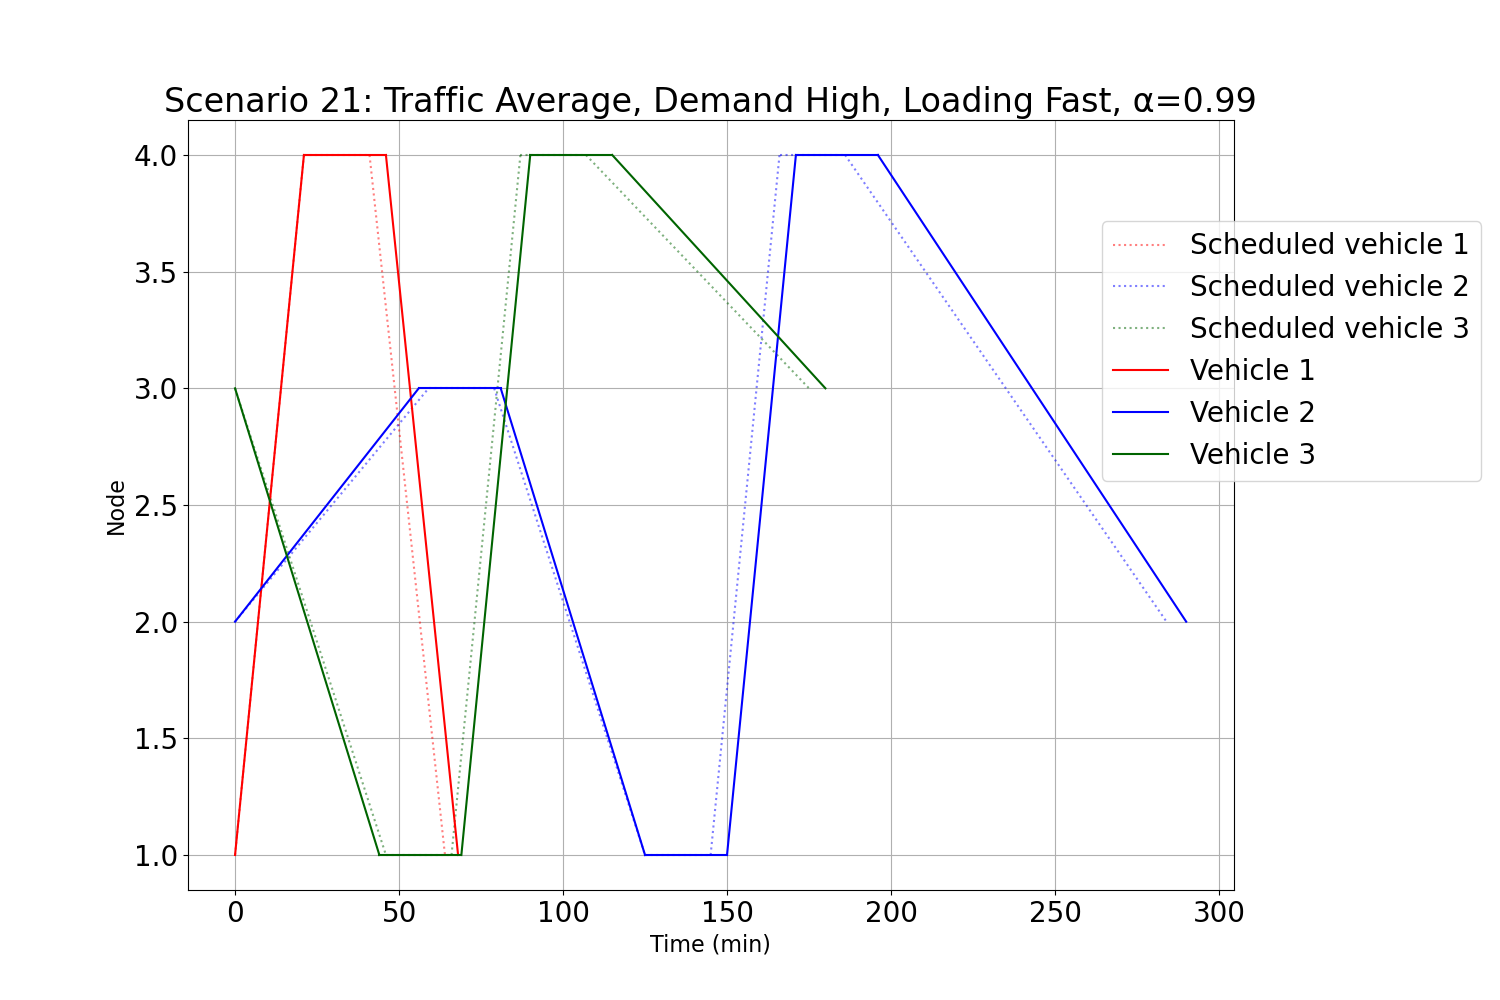 Scenario 21: Traffic Average, Demand High, Loading Fast, α=0.99
4.0
3.5
3.0
2.5
2.0
1.5
1.0
Node
0 50 100 150 200 250 300
Time (min)
Scheduled vehicle 1
Scheduled vehicle 2
Scheduled vehicle 3
Vehicle 1
Vehicle 2
Vehicle 3